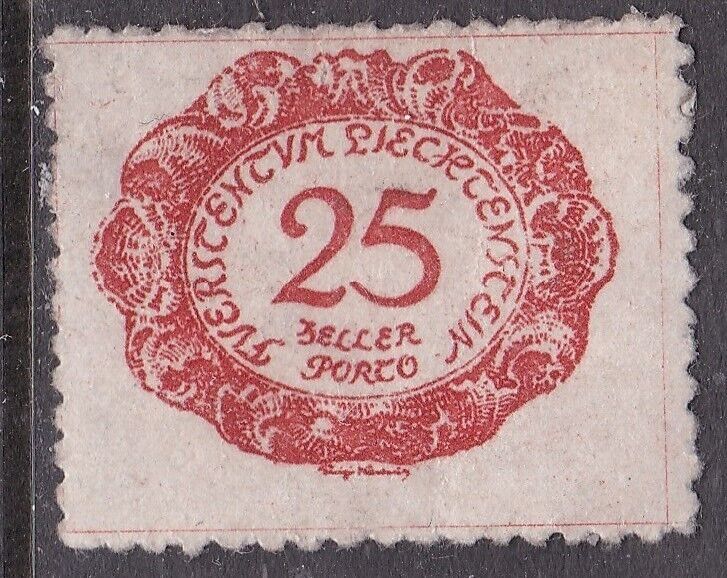 FVERSTENTVM LIECHTENSTEIN
25
HELLER
PORTO